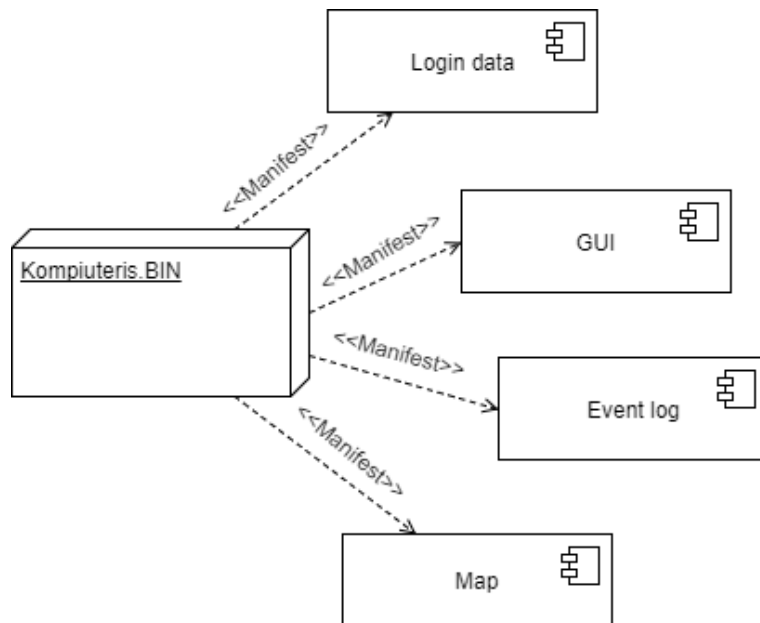 Login data
<<Manifest>>
<<Manifest>>
GUI
Kompiuteris.BIN
<<Manifest>>
Event log
<<Manifest>>
Map